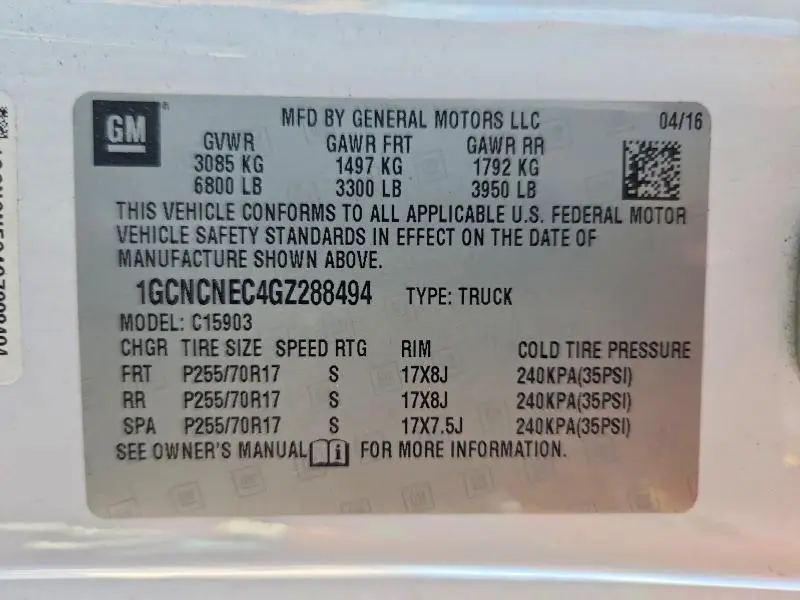 GM
MFD BY GENERAL MOTORS LLC 04/16
GVWR GAWR FRT GAWR RR
3085 KG 1497 KG 1792 KG
6800 LB 3300 LB 3950 LB
THIS VEHICLE CONFORMS TO ALL APPLICABLE U.S. FEDERAL MOTOR
VEHICLE SAFETY STANDARDS IN EFFECT ON THE DATE OF
MANUFACTURE SHOWN ABOVE.
1GCNCNEC4GZ288494 TYPE: TRUCK
MODEL: C15903
CHGR TIRE SIZE SPEED RTG RIM COLD TIRE PRESSURE
FRT P255/70R17 S 17X8J 240KPA(35PSI)
RR P255/70R17 S 17X8J 240KPA(35PSI)
SPA P255/70R17 S 17X7.5J 240KPA(35PSI)
SEE OWNER'S MANUAL FOR MORE INFORMATION.